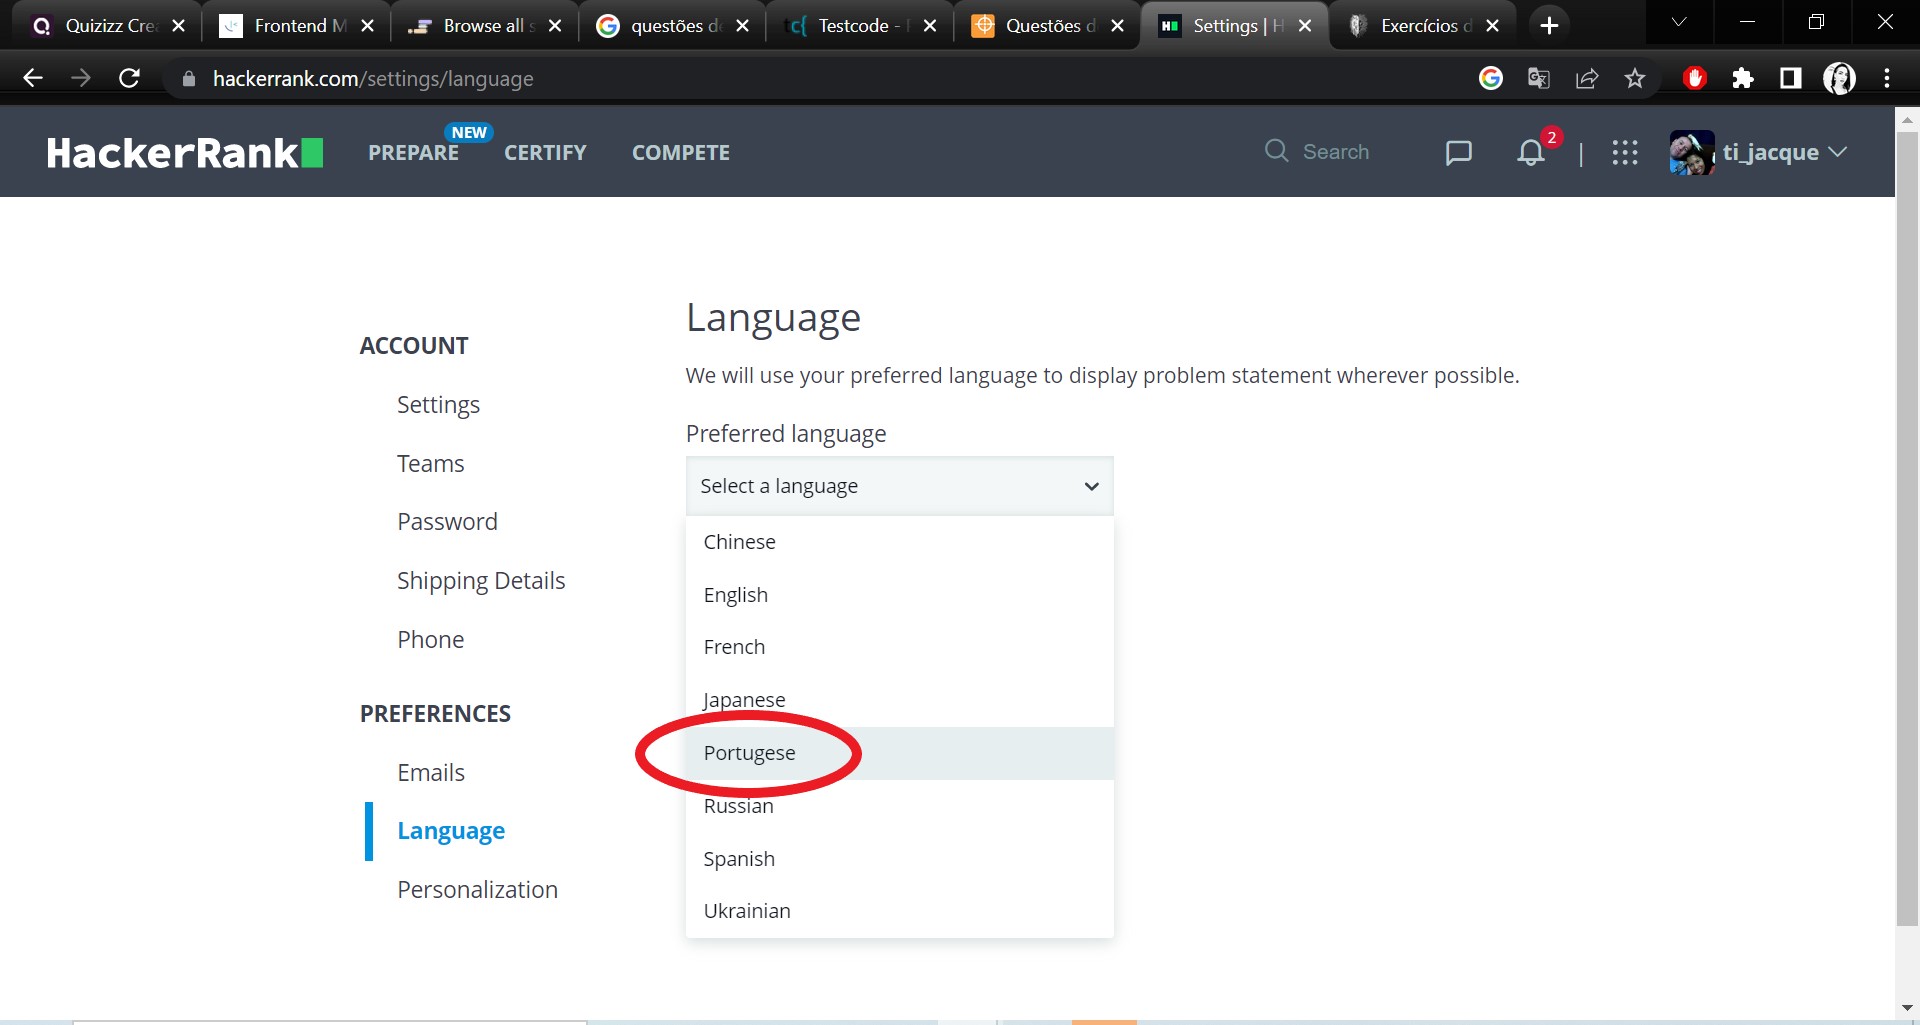 Quizizz Cre
Frontend M
Browse all s
questões de
Testcode -
Questões d
Settings | H
Exercícios d
hackerrank.com/settings/language
HackerRank
PREPARE
NEW
CERTIFY
COMPETE
Search
2
ti_jacque
Language
We will use your preferred language to display problem statement wherever possible.
Preferred language
Select a language
Chinese
English
French
Japanese
Portugese
Russian
Spanish
Ukrainian
ACCOUNT
Settings
Teams
Password
Shipping Details
Phone
PREFERENCES
Emails
Language
Personalization